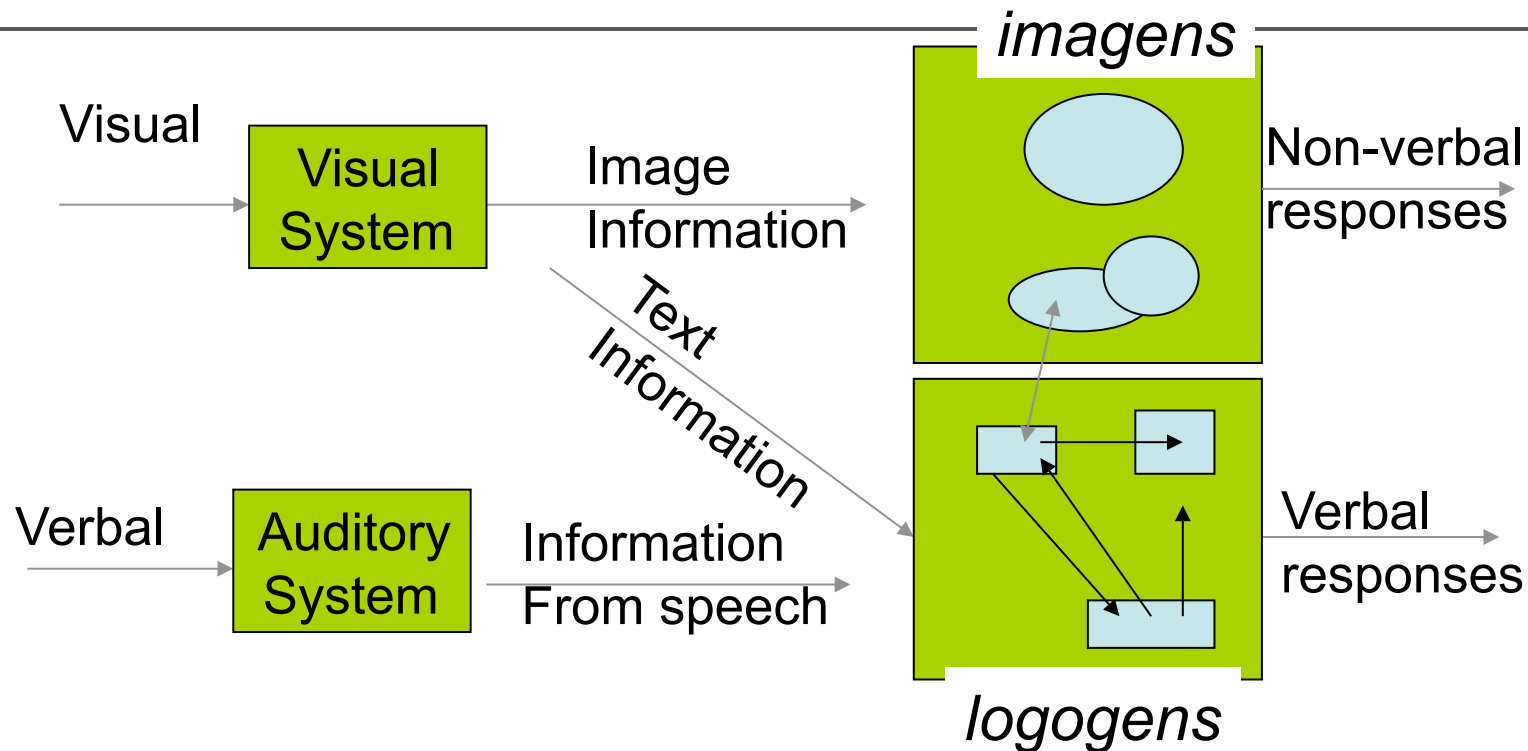 imagens
Visual
Visual
System
Image
Information
Non-verbal
responses
Text
Information
Verbal
Auditory
System
Information
From speech
Verbal
responses
logogens